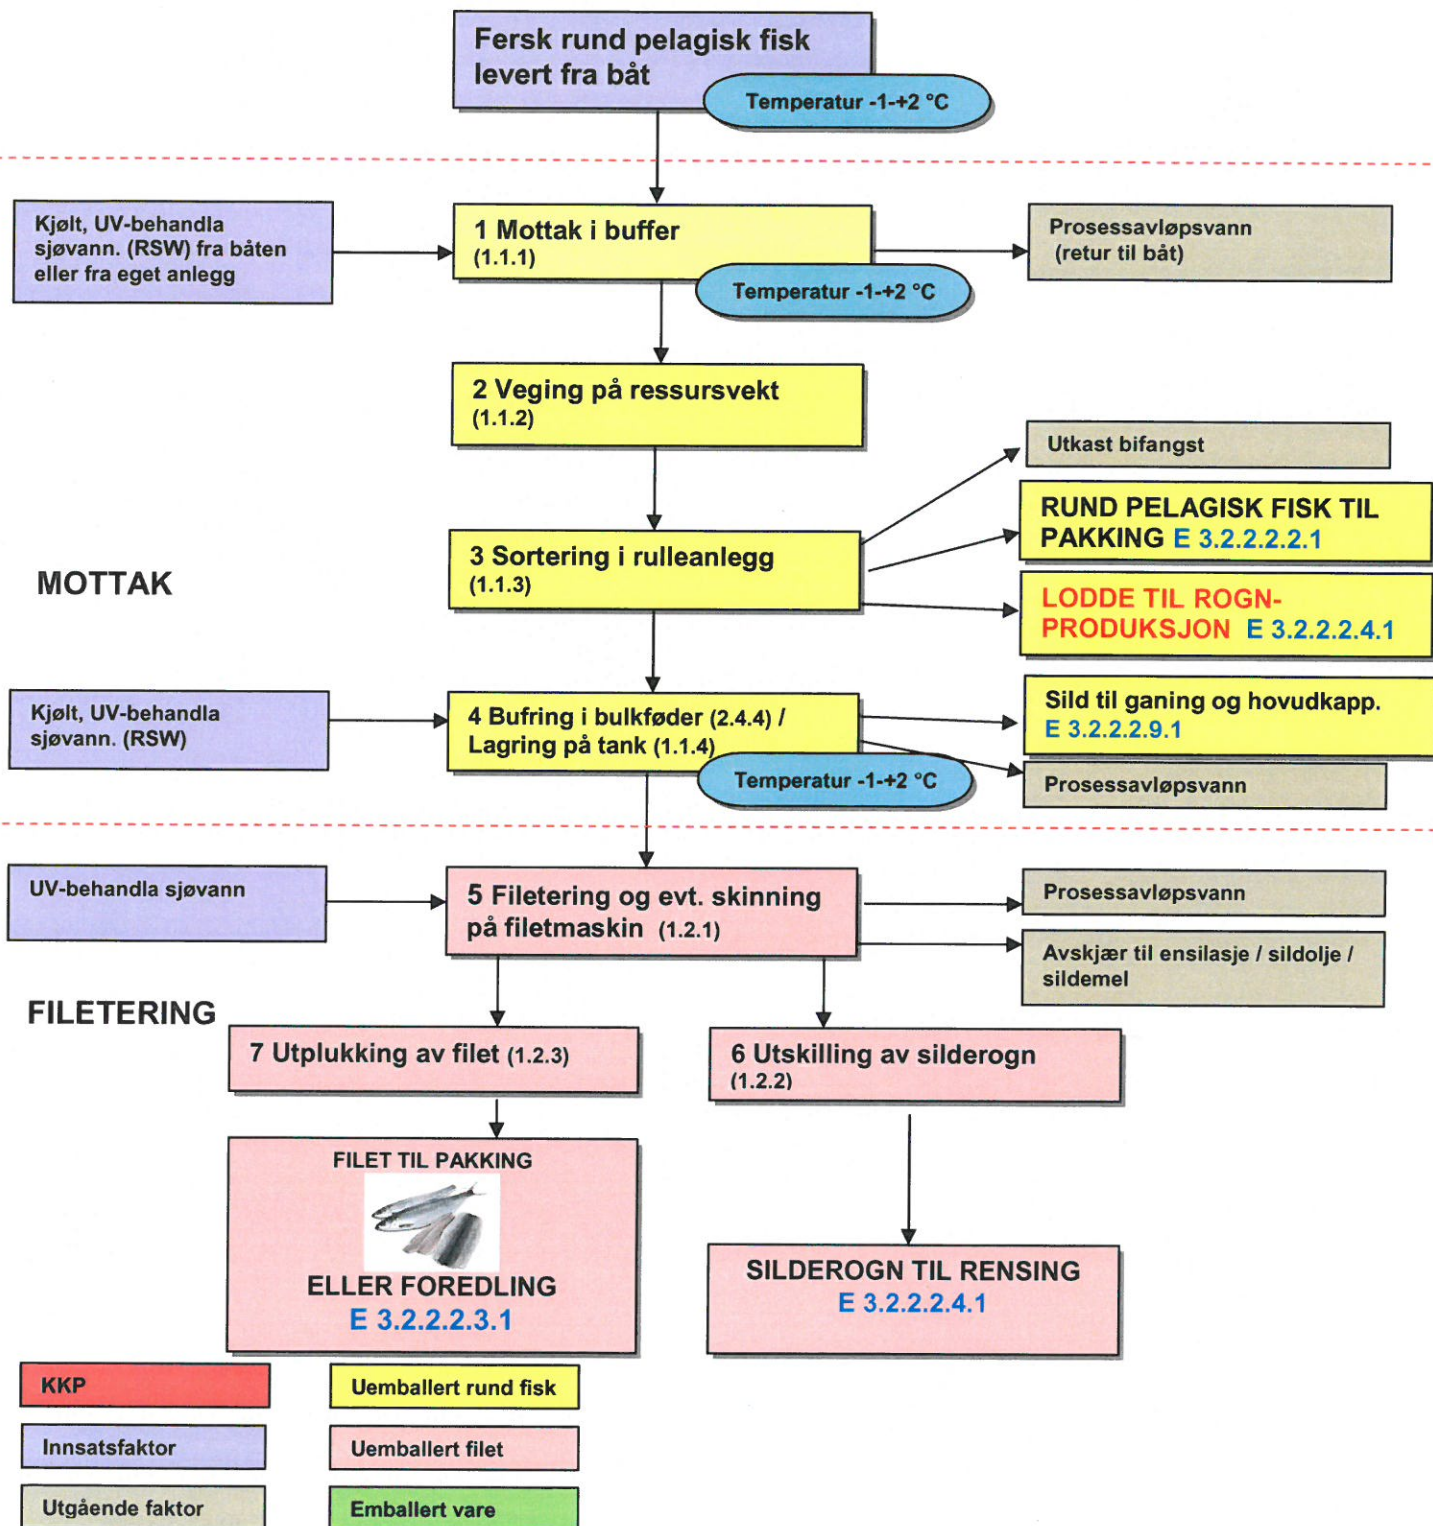 Fersk rund pelagisk fisk
levert fra båt
Temperatur -1-+2 °C
Kjølt, UV-behandla
sjøvann. (RSW) fra båten
eller fra eget anlegg
1 Mottak i buffer
(1.1.1)
Temperatur -1-+2 °C
Prosessavløpsvann
(retur til båt)
2 Veging på ressursvekt
(1.1.2)
Utkast bifangst
RUND PELAGISK FISK TIL
PAKKING E 3.2.2.2.2.1
3 Sortering i rulleanlegg
(1.1.3)
MOTTAK
LODDE TIL ROGN-
PRODUKSJON E 3.2.2.2.4.1
Kjølt, UV-behandla
sjøvann. (RSW)
4 Bufring i bulkføder (2.4.4) /
Lagring på tank (1.1.4)
Temperatur -1-+2 °C
Sild til ganing og hovudkapp.
E 3.2.2.2.9.1
Prosessavløpsvann
UV-behandla sjøvann
5 Filetering og evt. skinning
på filetmaskin (1.2.1)
Prosessavløpsvann
Avskjær til ensilasje / sildolje /
sildemel
FILETERING
7 Utplukking av filet (1.2.3)
6 Utskilling av silderogn
(1.2.2)
FILET TIL PAKKING
ELLER FOREDLING
E 3.2.2.2.3.1
SILDEROGN TIL RENSING
E 3.2.2.2.4.1
KKP
Uemballert rund fisk
Innsatsfaktor
Uemballert filet
Utgående faktor
Emballert vare